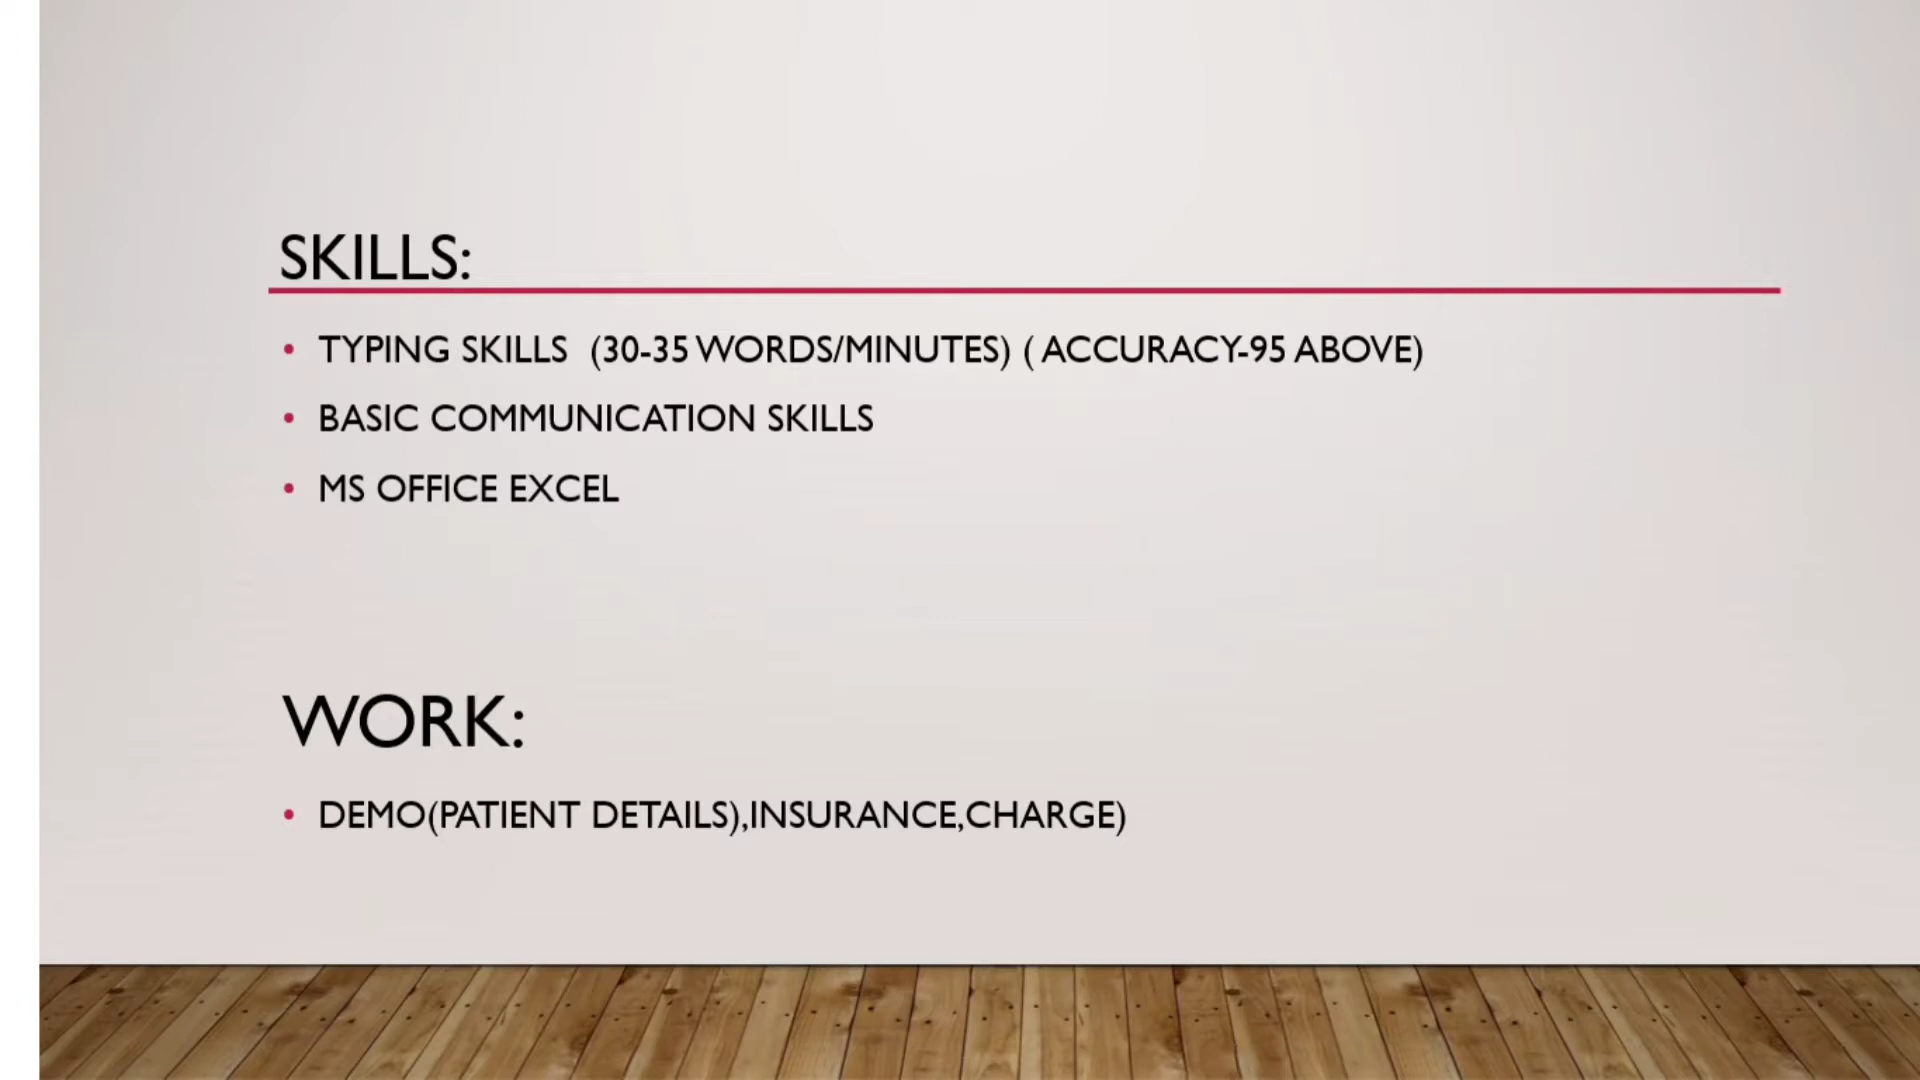 SKILLS:
• TYPING SKILLS (30-35 WORDS/MINUTES) ( ACCURACY-95 ABOVE)
• BASIC COMMUNICATION SKILLS
• MS OFFICE EXCEL
WORK:
• DEMO(PATIENT DETAILS),INSURANCE,CHARGE)